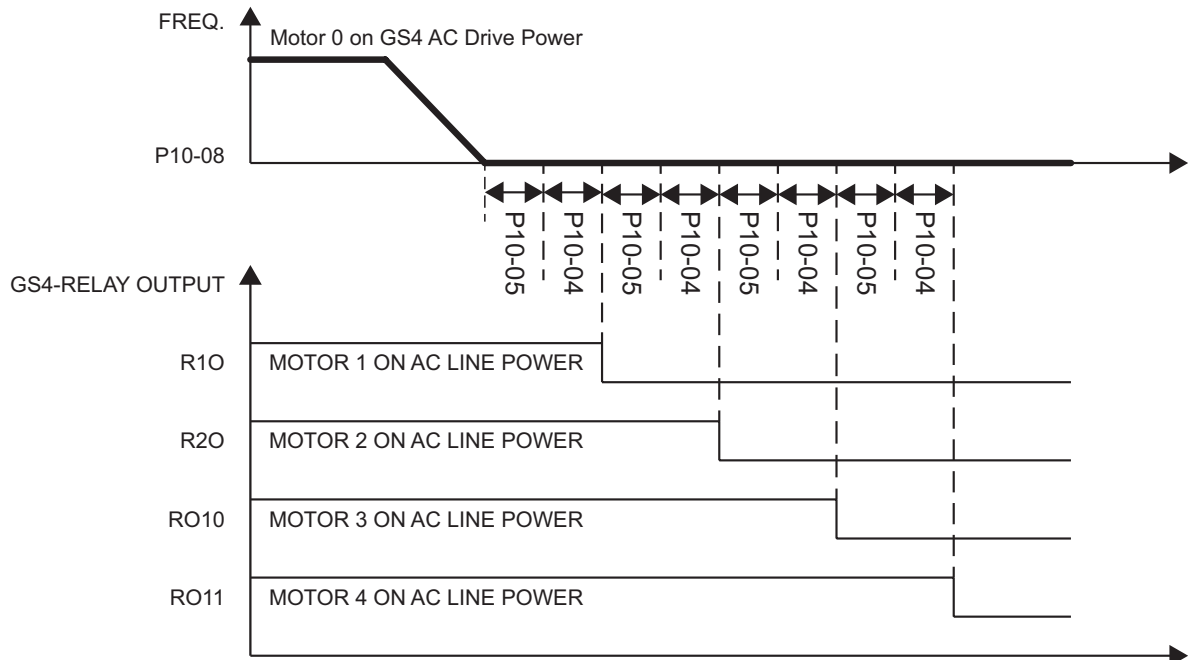 FREQ.
Motor 0 on GS4 AC Drive Power
P10-08
P10-05
P10-04
P10-05
P10-04
P10-05
P10-04
P10-05
P10-04
GS4-RELAY OUTPUT
R1O
MOTOR 1 ON AC LINE POWER
R2O
MOTOR 2 ON AC LINE POWER
RO10
MOTOR 3 ON AC LINE POWER
RO11
MOTOR 4 ON AC LINE POWER